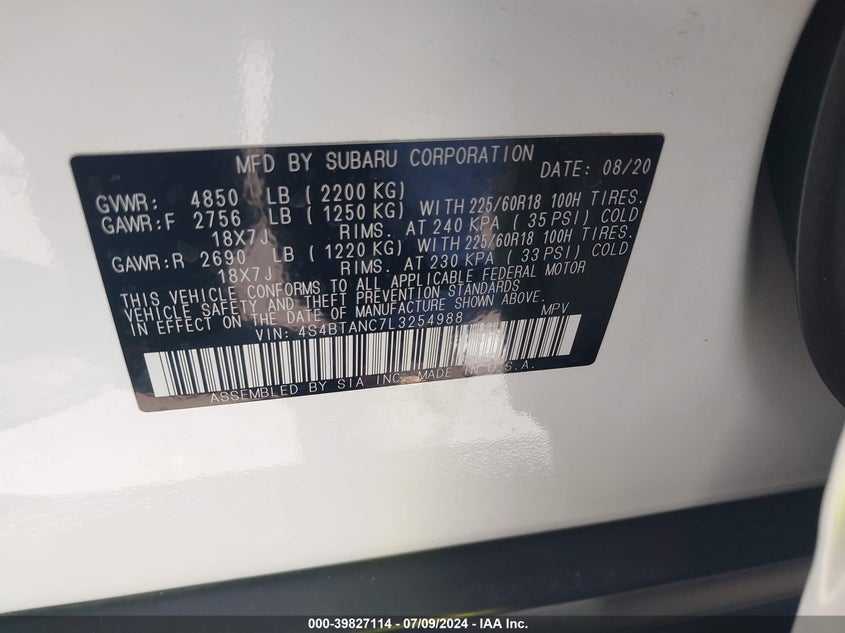 MFD BY SUBARU CORPORATION DATE: 08/20
GVWR: 4850 LB ( 2200 KG)
GAWR:F 2756 LB ( 1250 KG) WITH 225/60R18 100H TIRES.
18X7J RIMS. AT 240 KPA ( 35 PSI) COLD
GAWR:R 2690 LB ( 1220 KG) WITH 225/60R18 100H TIRES.
18X7J RIMS. AT 230 KPA ( 33 PSI) COLD
THIS VEHICLE CONFORMS TO ALL APPLICABLE FEDERAL MOTOR
VEHICLE SAFETY AND THEFT PREVENTION STANDARDS
IN EFFECT ON THE DATE OF MANUFACTURE SHOWN ABOVE.
VIN: 4S4BTANC7L3254988 MPV
ASSEMBLED BY SIA INC. MADE IN U.S.A.
000-39827114 - 07/09/2024 - IAA Inc.